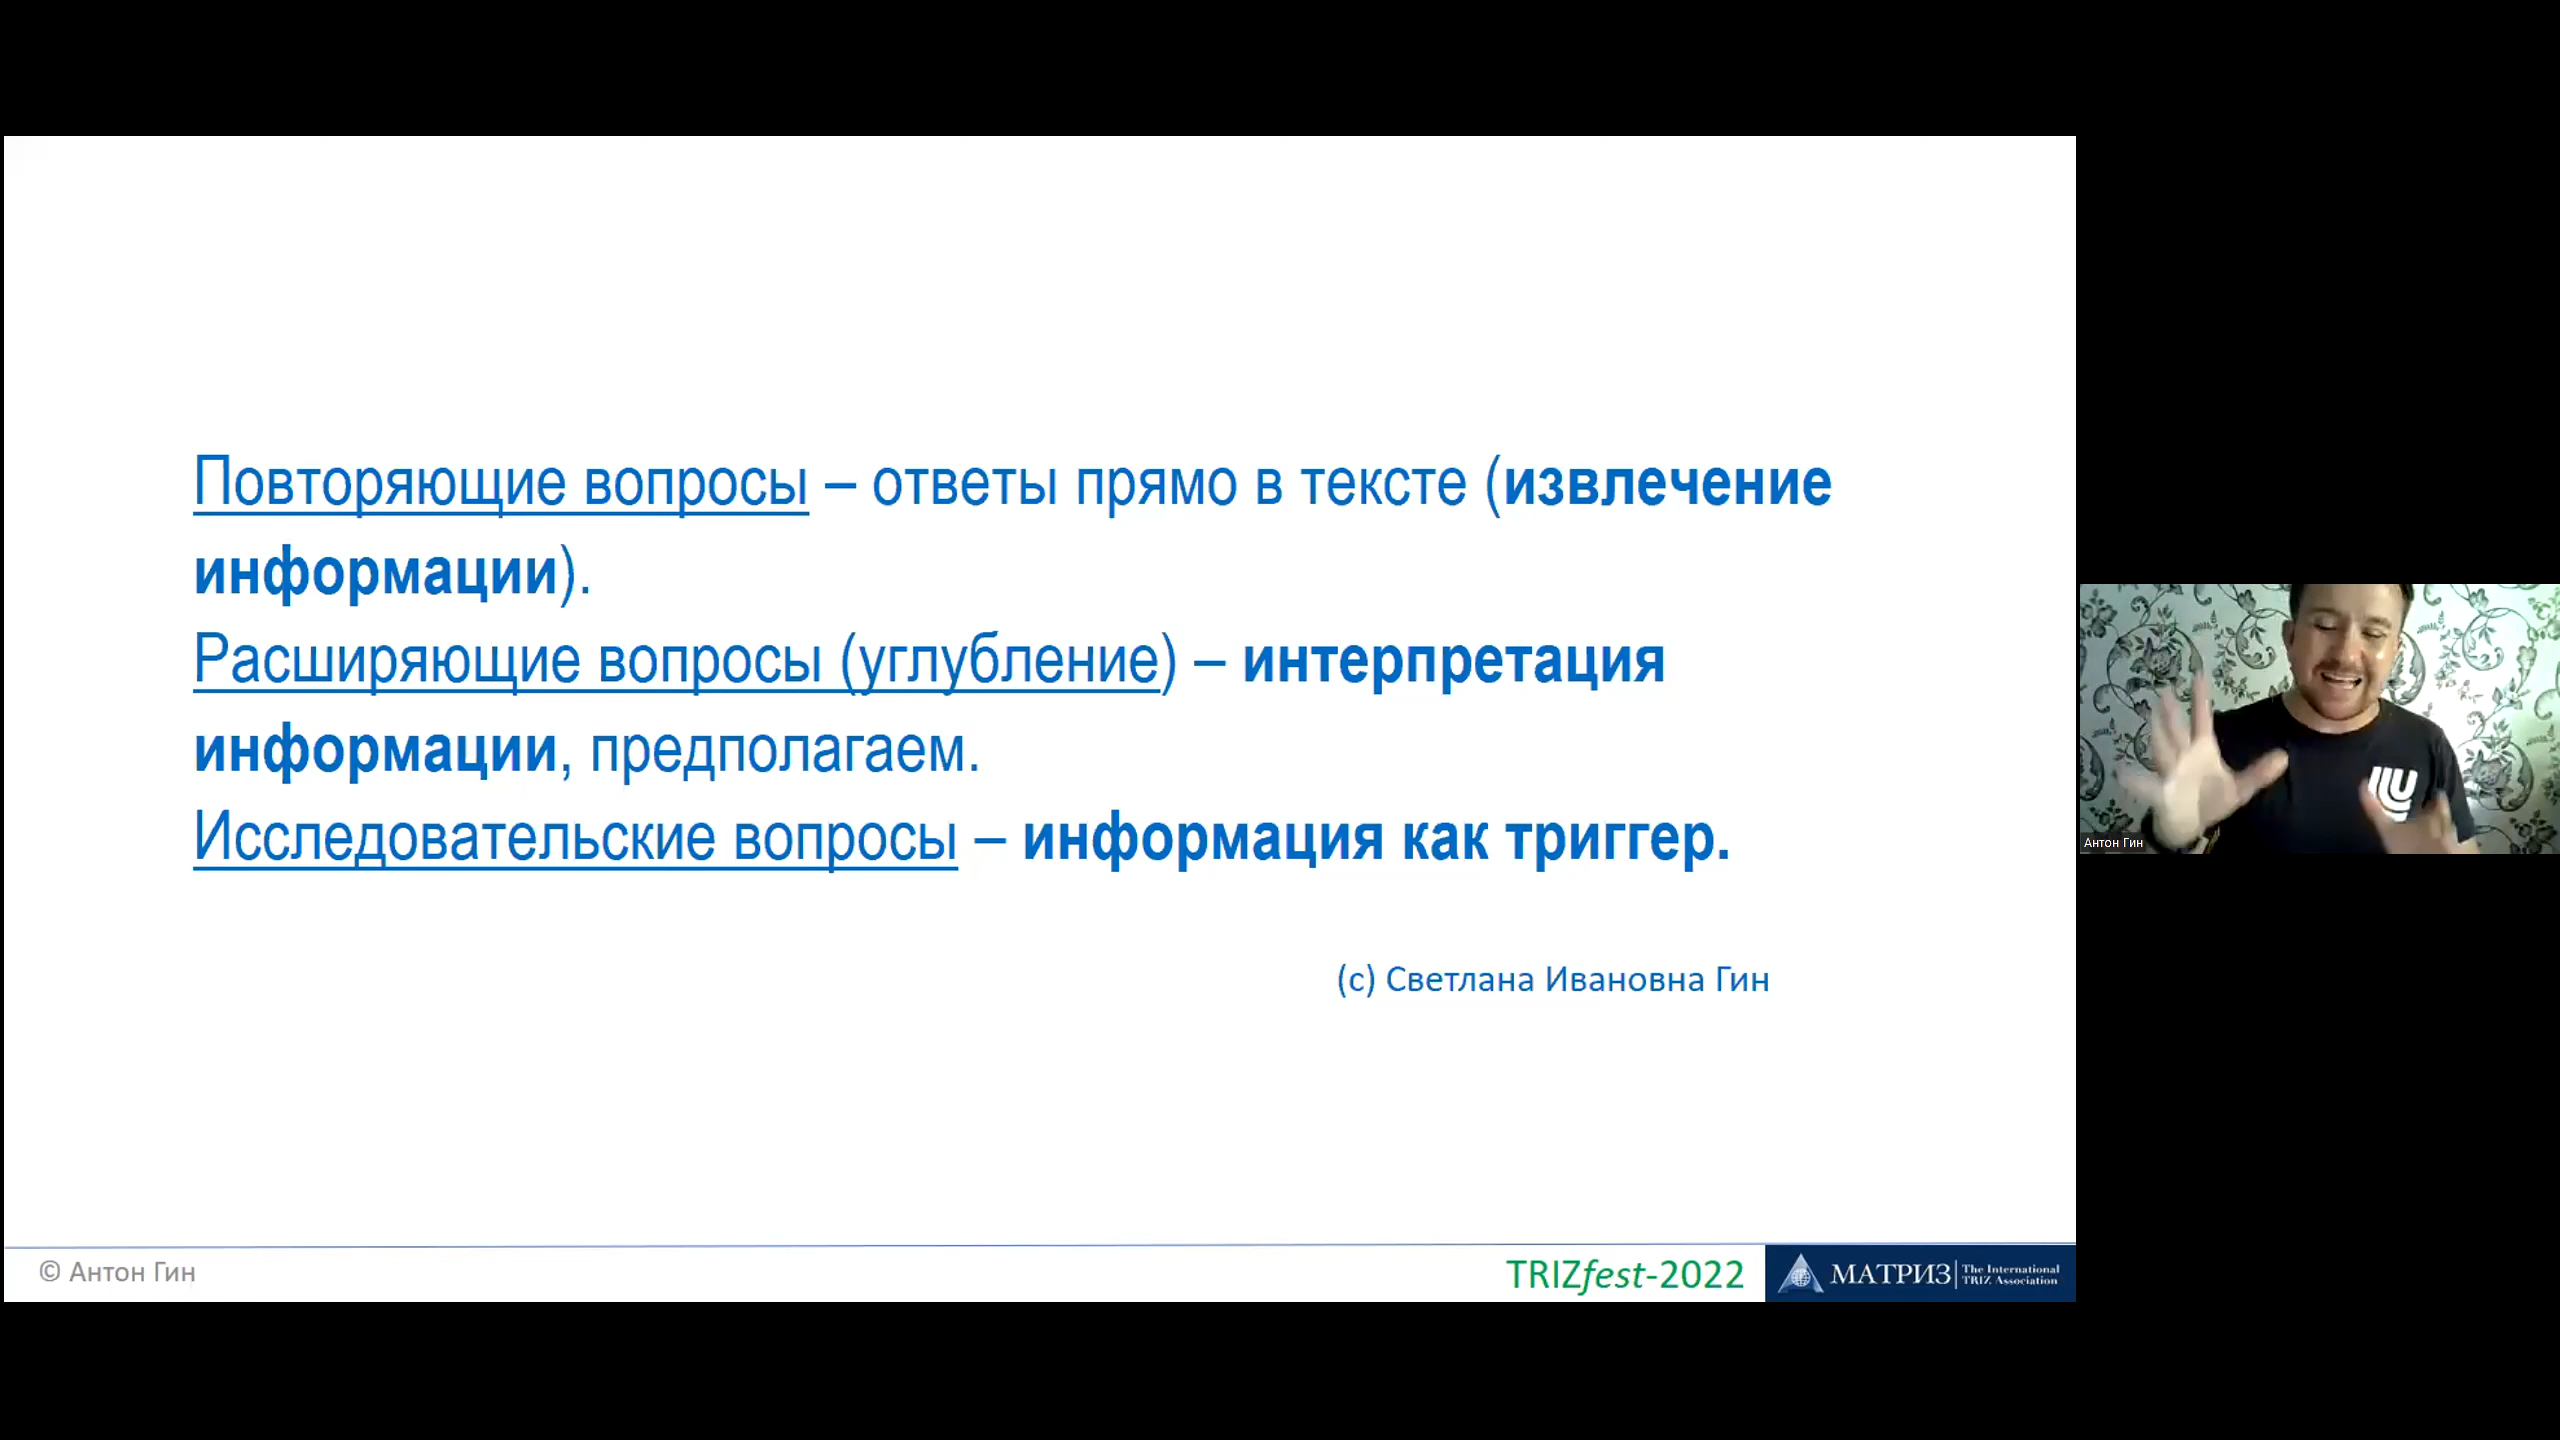 Повторяющие вопросы – ответы прямо в тексте (извлечение
информации).
Расширяющие вопросы (углубление) – интерпретация
информации, предполагаем.
Исследовательские вопросы – информация как триггер.
(с) Светлана Ивановна Гин
Антон Гин
© Антон Гин
TRIZfest-2022
МАТРИЗ
The International
TRIZ Association